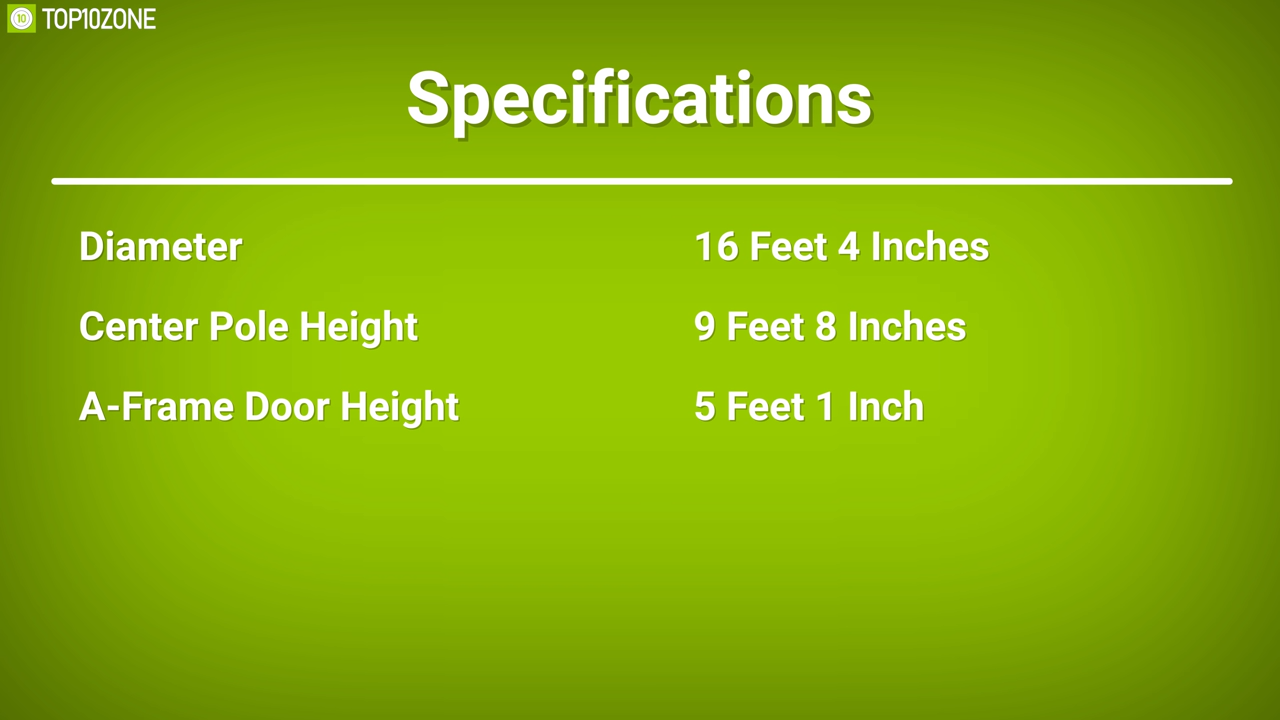 10 TOP10ZONE
Specifications
Diameter 16 Feet 4 Inches
Center Pole Height 9 Feet 8 Inches
A-Frame Door Height 5 Feet 1 Inch